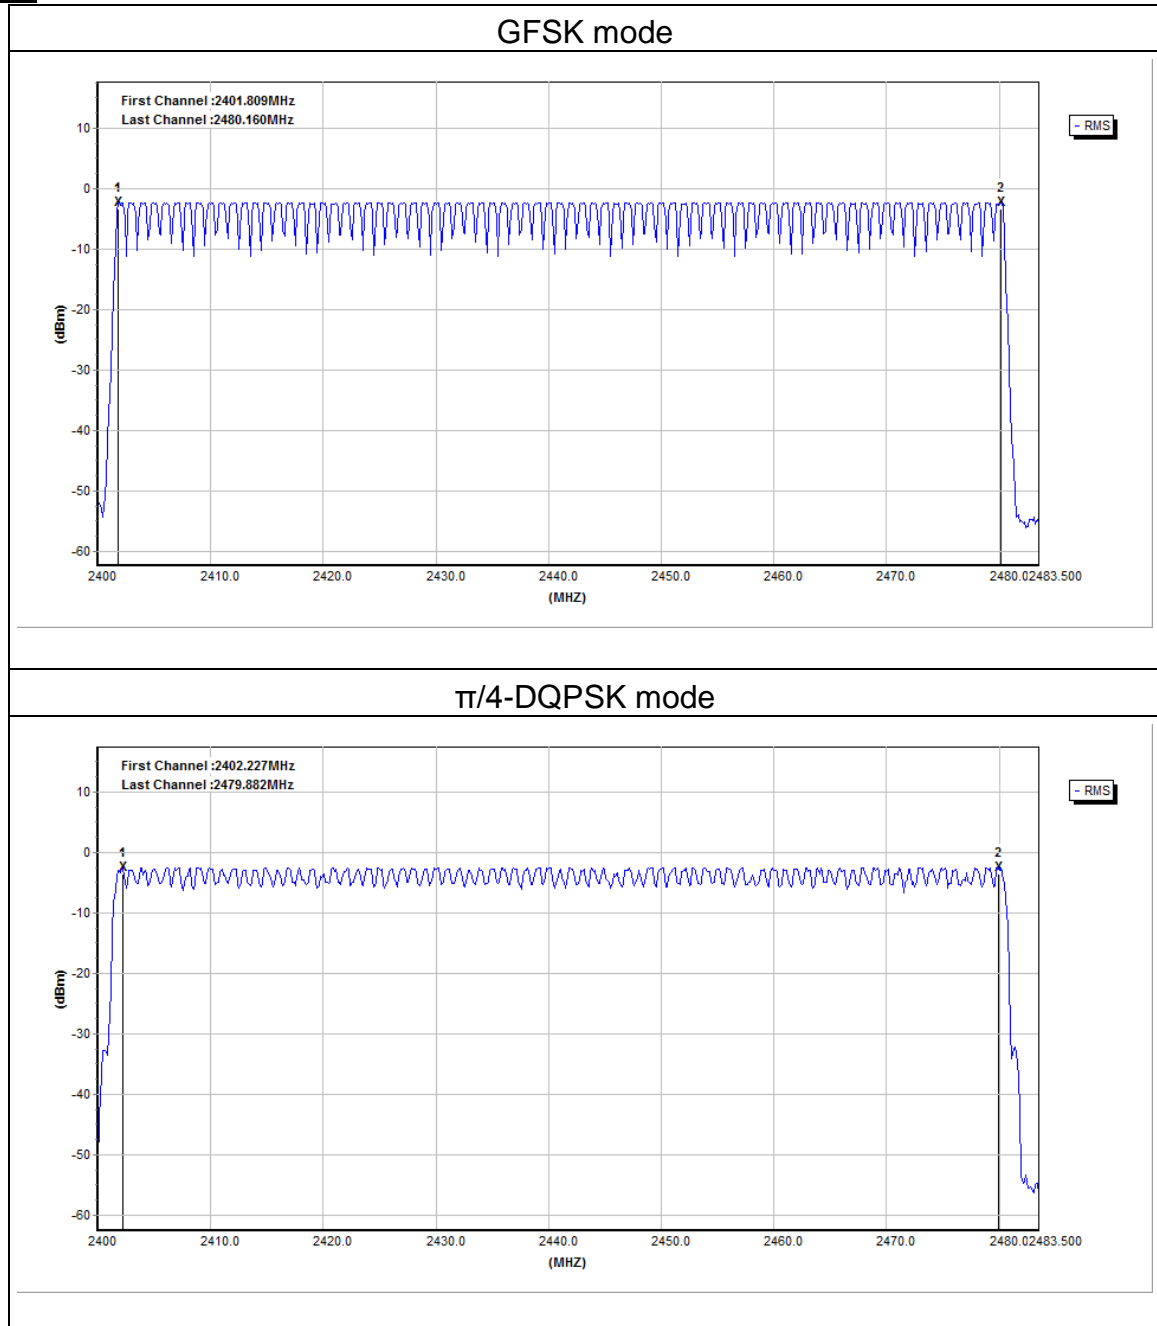 GFSK mode
First Channel :2401.809MHz
Last Channel :2480.160MHz
- RMS
10
0
-10
-20
-30
-40
-50
-60
(dBm)
1
2
2400 2410.0 2420.0 2430.0 2440.0 2450.0 2460.0 2470.0 2480.02483.500
(MHZ)
π/4-DQPSK mode
First Channel :2402.227MHz
Last Channel :2479.882MHz
- RMS
10
0
-10
-20
-30
-40
-50
-60
(dBm)
1
2
2400 2410.0 2420.0 2430.0 2440.0 2450.0 2460.0 2470.0 2480.02483.500
(MHZ)